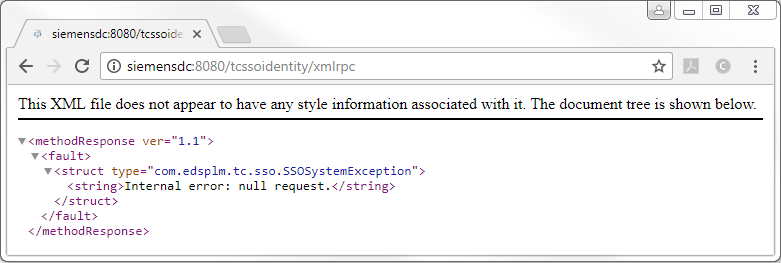 siemensdc:8080/tcssoide
siemensdc:8080/tcssoidentity/xmlrpc
This XML file does not appear to have any style information associated with it. The document tree is shown below.
<methodResponse ver="1.1">
<fault>
<struct type="com.edsplm.tc.sso.SSOSystemException">
<string>Internal error: null request.</string>
</struct>
</fault>
</methodResponse>